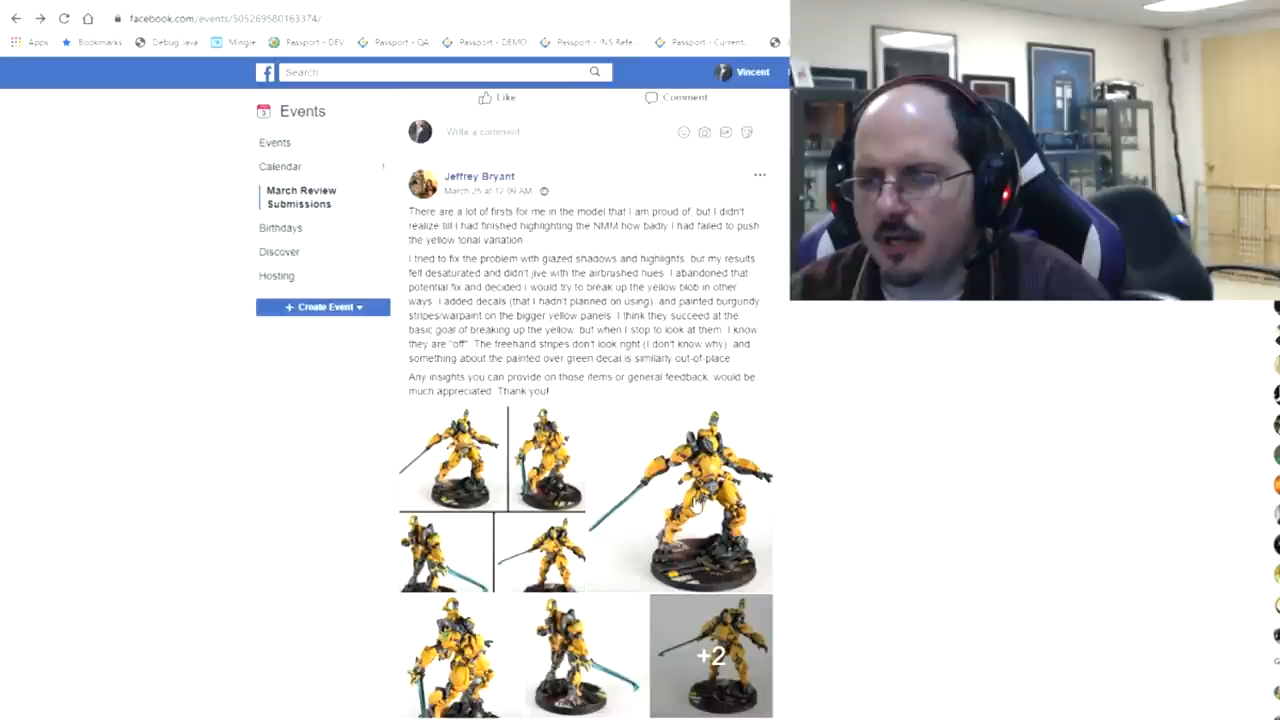 facebook.com/events/505269580163374/
Apps Bookmarks Debug Java Mingle Passport - DEV Passport - QA Passport - DEMO Passport - INS Refe... Passport - Current...
Search
Vincent
Events
Like Comment
Write a comment
Events
Calendar 1
March Review
Submissions
Birthdays
Discover
Hosting
+ Create Event
Jeffrey Bryant
March 25 at 12:09 AM
There are a lot of firsts for me in the model that I am proud of, but I didn't
realize till I had finished highlighting the NMM how badly I had failed to push
the yellow tonal variation
I tried to fix the problem with glazed shadows and highlights, but my results
felt desaturated and didn't jive with the airbrushed hues. I abandoned that
potential fix and decided I would try to break up the yellow blob in other
ways. I added decals (that I hadn't planned on using), and painted burgundy
stripes/warpaint on the bigger yellow panels. I think they succeed at the
basic goal of breaking up the yellow, but when I stop to look at them, I know
they are "off". The freehand stripes don't look right (I don't know why), and
something about the painted over green decal is similarly out-of-place
Any insights you can provide on those items or general feedback, would be
much appreciated. Thank you!
+2